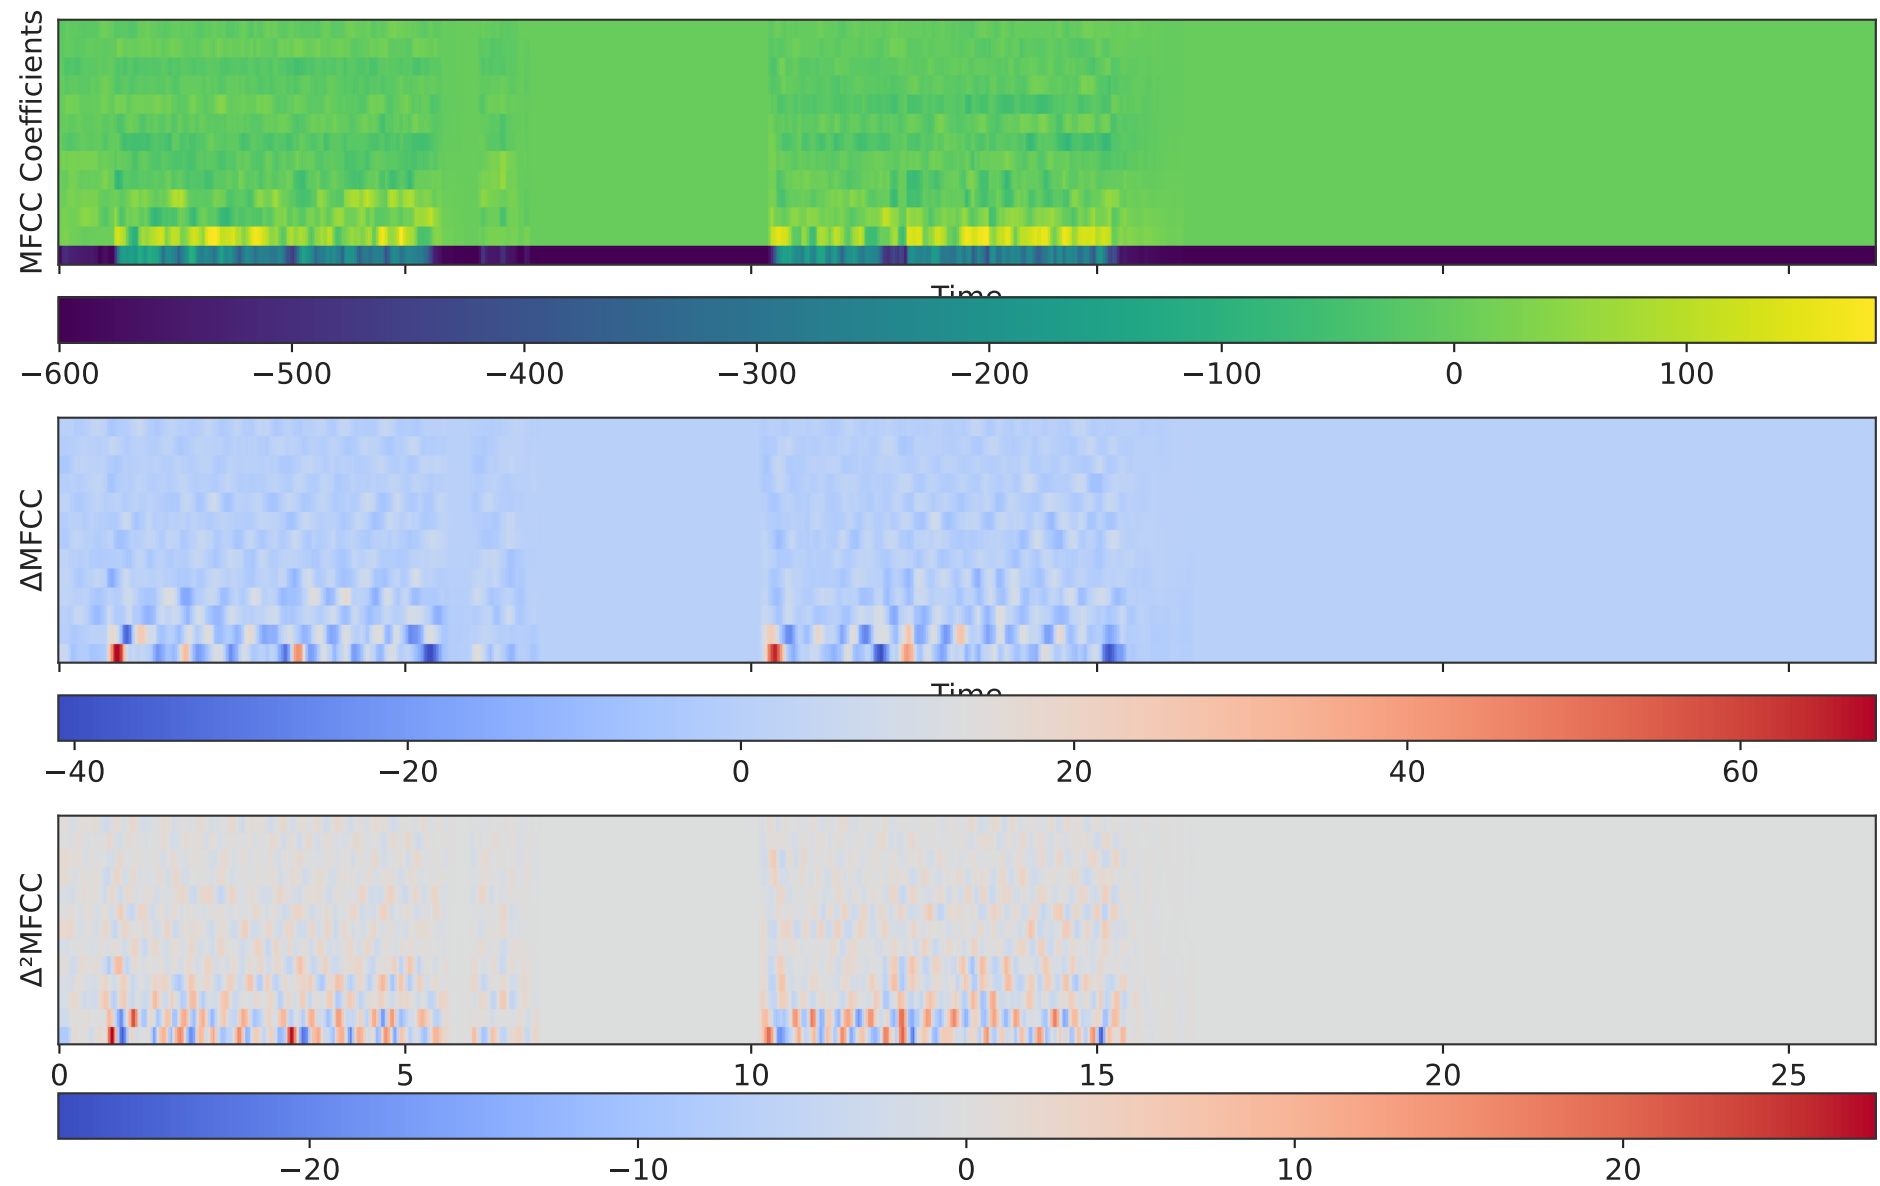 MFCC Coefficients
Time
−600 −500 −400 −300 −200 −100 0 100
ΔMFCC
Time
−40 −20 0 20 40 60
Δ²MFCC
0 5 10 15 20 25
−20 −10 0 10 20